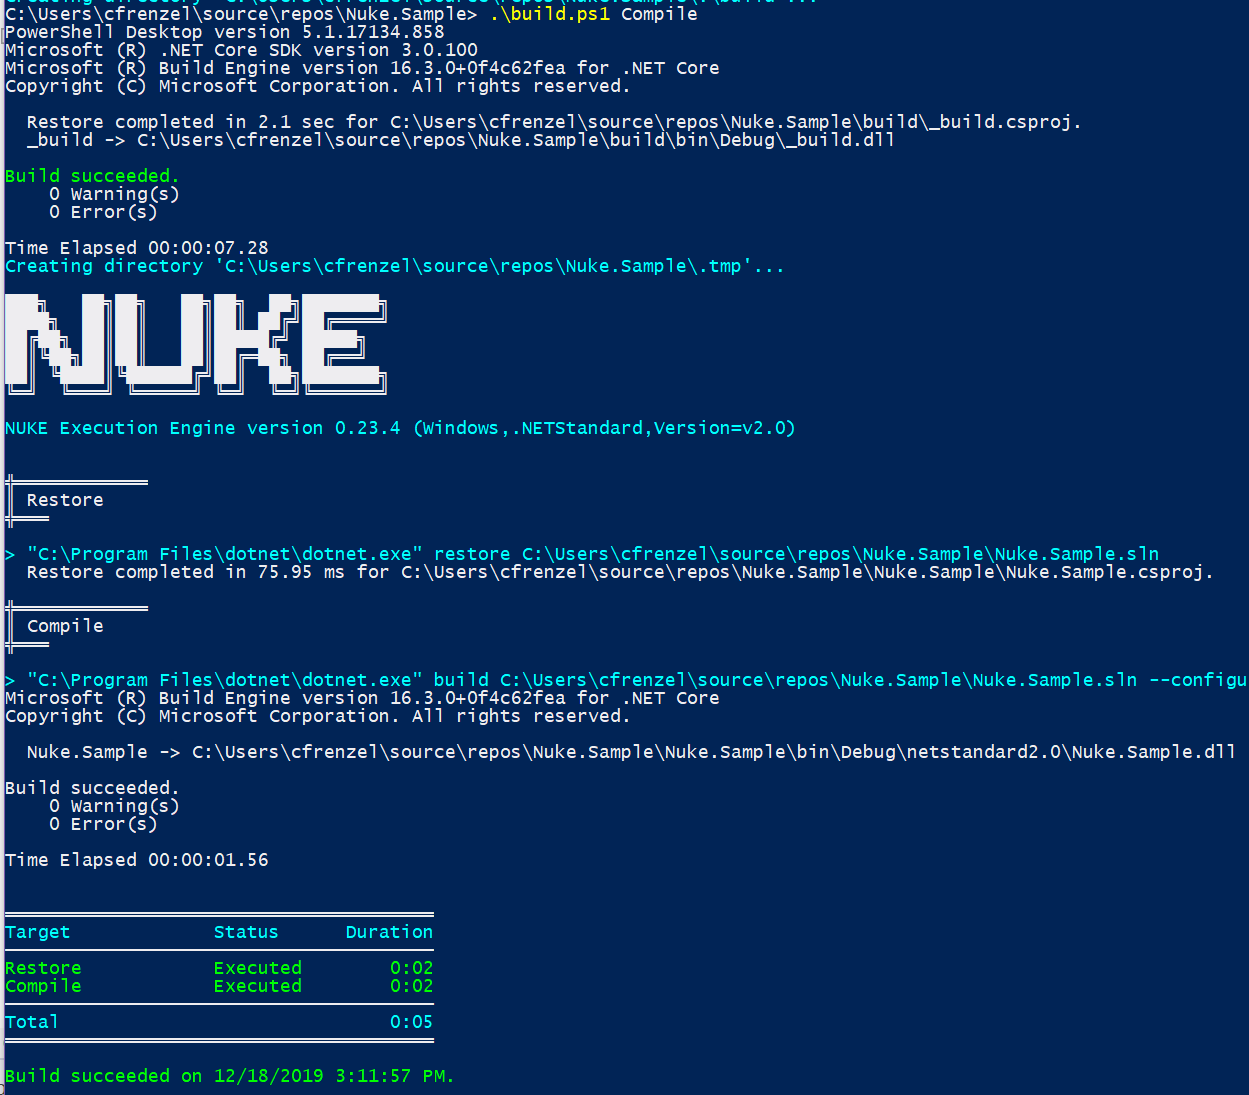 C:\Users\cfrenzel\source\repos\Nuke.Sample> .\build.ps1 Compile
PowerShell Desktop version 5.1.17134.858
Microsoft (R) .NET Core SDK version 3.0.100
Microsoft (R) Build Engine version 16.3.0+0f4c62fea for .NET Core
Copyright (C) Microsoft Corporation. All rights reserved.
Restore completed in 2.1 sec for C:\Users\cfrenzel\source\repos\Nuke.Sample\build\_build.csproj.
_build -> C:\Users\cfrenzel\source\repos\Nuke.Sample\build\bin\Debug\_build.dll
Build succeeded.
0 Warning(s)
0 Error(s)
Time Elapsed 00:00:07.28
Creating directory 'C:\Users\cfrenzel\source\repos\Nuke.Sample\.tmp'...
NUKE
NUKE Execution Engine version 0.23.4 (Windows,.NETStandard,Version=v2.0)
Restore
> "C:\Program Files\dotnet\dotnet.exe" restore C:\Users\cfrenzel\source\repos\Nuke.Sample\Nuke.Sample.sln
Restore completed in 75.95 ms for C:\Users\cfrenzel\source\repos\Nuke.Sample\Nuke.Sample\Nuke.Sample.csproj.
Compile
> "C:\Program Files\dotnet\dotnet.exe" build C:\Users\cfrenzel\source\repos\Nuke.Sample\Nuke.Sample.sln --configu
Microsoft (R) Build Engine version 16.3.0+0f4c62fea for .NET Core
Copyright (C) Microsoft Corporation. All rights reserved.
Nuke.Sample -> C:\Users\cfrenzel\source\repos\Nuke.Sample\Nuke.Sample\bin\Debug\netstandard2.0\Nuke.Sample.dll
Build succeeded.
0 Warning(s)
0 Error(s)
Time Elapsed 00:00:01.56
Target Status Duration
Restore Executed 0:02
Compile Executed 0:02
Total 0:05
Build succeeded on 12/18/2019 3:11:57 PM.